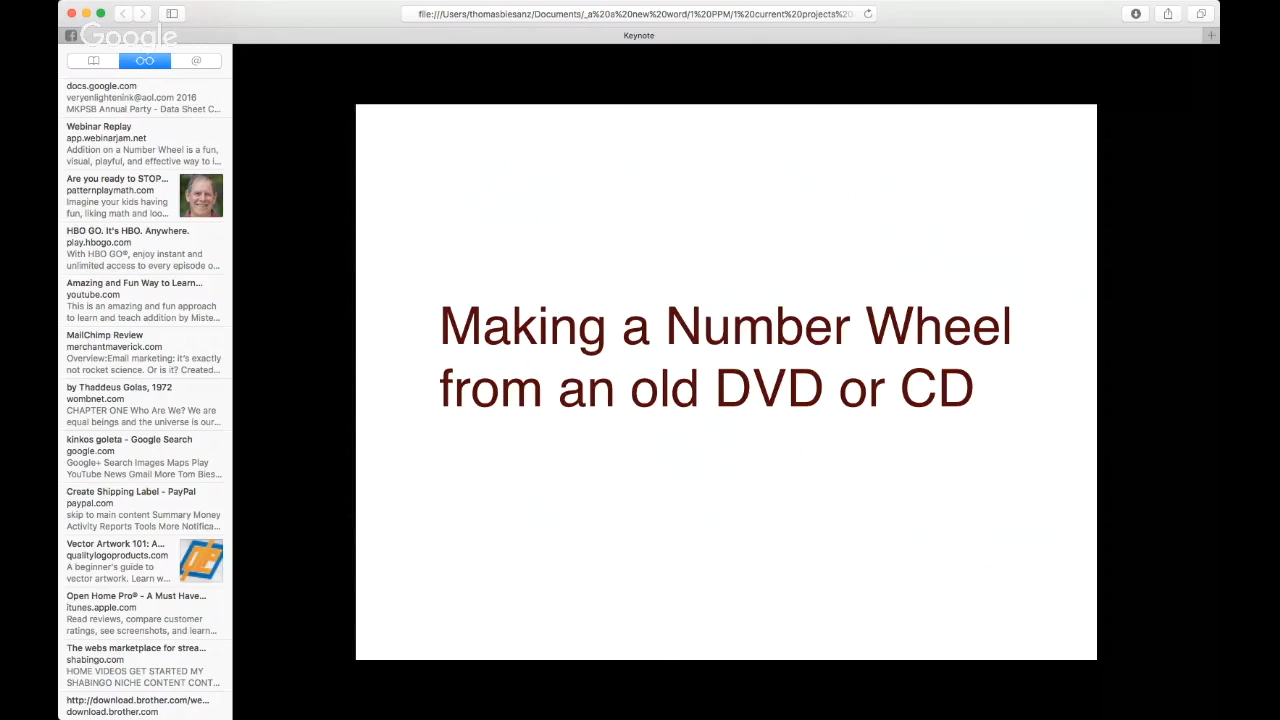 file:///Users/thomasbiesanz/Documents/_a%20a%20new%20word/1%20PPM/1%20current%20projects%20
Google
Keynote
docs.google.com
veryenlightenink@aol.com 2016
MKPSB Annual Party - Data Sheet C...
Webinar Replay
app.webinarjam.net
Addition on a Number Wheel is a fun,
visual, playful, and effective way to i...
Are you ready to STOP...
patternplaymath.com
Imagine your kids having
fun, liking math and loo...
HBO GO. It's HBO. Anywhere.
play.hbogo.com
With HBO GO®, enjoy instant and
unlimited access to every episode o...
Amazing and Fun Way to Learn...
youtube.com
This is an amazing and fun approach
to learn and teach addition by Miste...
MailChimp Review
merchantmaverick.com
Overview:Email marketing: it's exactly
not rocket science. Or is it? Created...
by Thaddeus Golas, 1972
wombnet.com
CHAPTER ONE Who Are We? We are
equal beings and the universe is our...
kinkos goleta - Google Search
google.com
Google+ Search Images Maps Play
YouTube News Gmail More Tom Bies...
Create Shipping Label - PayPal
paypal.com
skip to main content Summary Money
Activity Reports Tools More Notifica...
Vector Artwork 101: A...
qualitylogoproducts.com
A beginner's guide to
vector artwork. Learn w...
Open Home Pro® - A Must Have...
itunes.apple.com
Read reviews, compare customer
ratings, see screenshots, and learn...
The webs marketplace for strea...
shabingo.com
HOME VIDEOS GET STARTED MY
SHABINGO NICHE CONTENT CONT...
http://download.brother.com/we...
download.brother.com
Making a Number Wheel
from an old DVD or CD